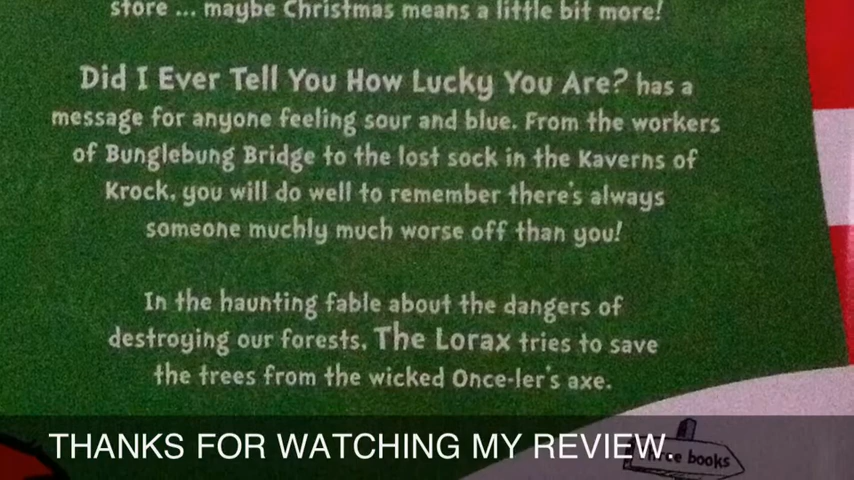 store ... maybe Christmas means a little bit more!
Did I Ever Tell You How Lucky You Are? has a
message for anyone feeling sour and blue. From the workers
of Bunglebung Bridge to the lost sock in the Kaverns of
Krock, you will do well to remember there's always
someone muchly much worse off than you!
In the haunting fable about the dangers of
destroying our forests, The Lorax tries to save
the trees from the wicked Once-ler's axe.
THANKS FOR WATCHING MY REVIEW.
books